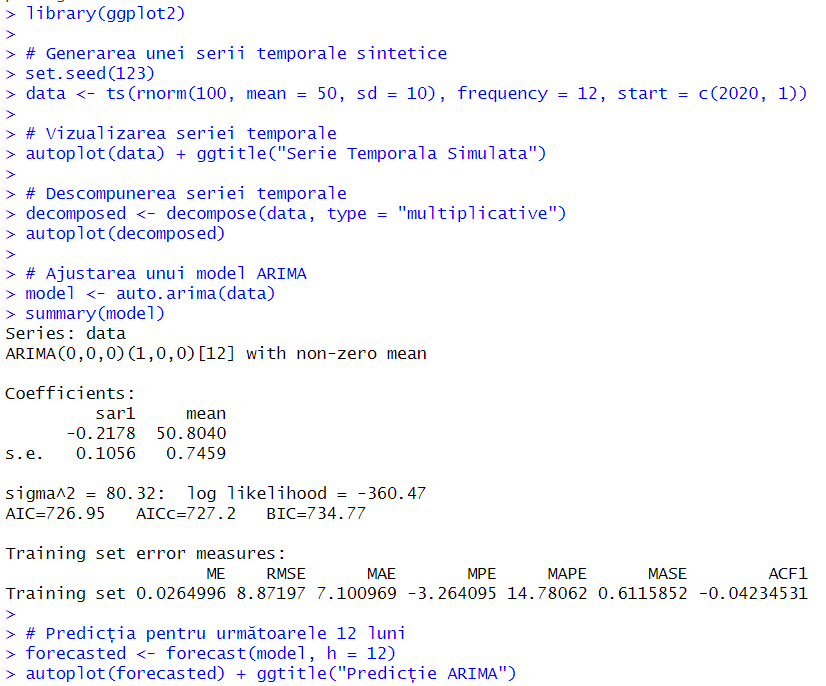 > library(ggplot2)
>
> # Generarea unei serii temporale sintetice
> set.seed(123)
> data <- ts(rnorm(100, mean = 50, sd = 10), frequency = 12, start = c(2020, 1))
>
> # Vizualizarea seriei temporale
> autoplot(data) + ggtitle("Serie Temporala Simulata")
>
> # Descompunerea seriei temporale
> decomposed <- decompose(data, type = "multiplicative")
> autoplot(decomposed)
>
> # Ajustarea unui model ARIMA
> model <- auto.arima(data)
> summary(model)
Series: data
ARIMA(0,0,0)(1,0,0)[12] with non-zero mean

Coefficients:
         sar1     mean
      -0.2178  50.8040
s.e.   0.1056   0.7459

sigma^2 = 80.32:  log likelihood = -360.47
AIC=726.95   AICc=727.2   BIC=734.77

Training set error measures:
                    ME    RMSE      MAE       MPE     MAPE      MASE        ACF1
Training set 0.0264996 8.87197 7.100969 -3.264095 14.78062 0.6115852 -0.04234531
>
> # Predicția pentru următoarele 12 luni
> forecasted <- forecast(model, h = 12)
> autoplot(forecasted) + ggtitle("Predicție ARIMA")